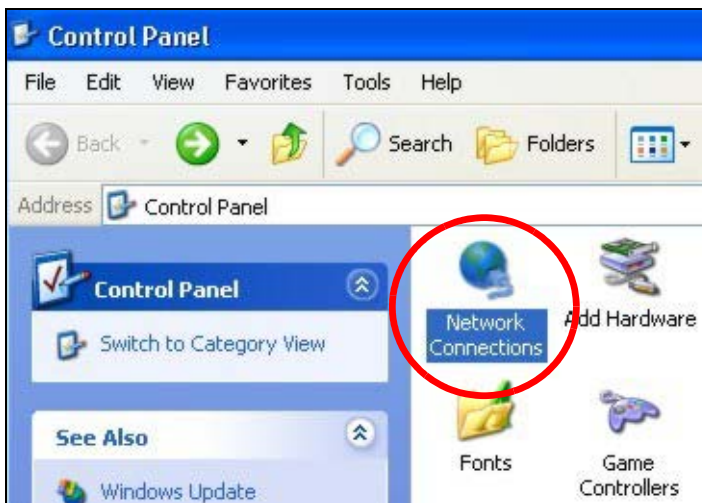 Control Panel
File Edit View Favorites Tools Help
Back Search Folders
Address Control Panel
Control Panel
Switch to Category View
See Also
Windows Update
Network
Connections
Add Hardware
Fonts
Game
Controllers